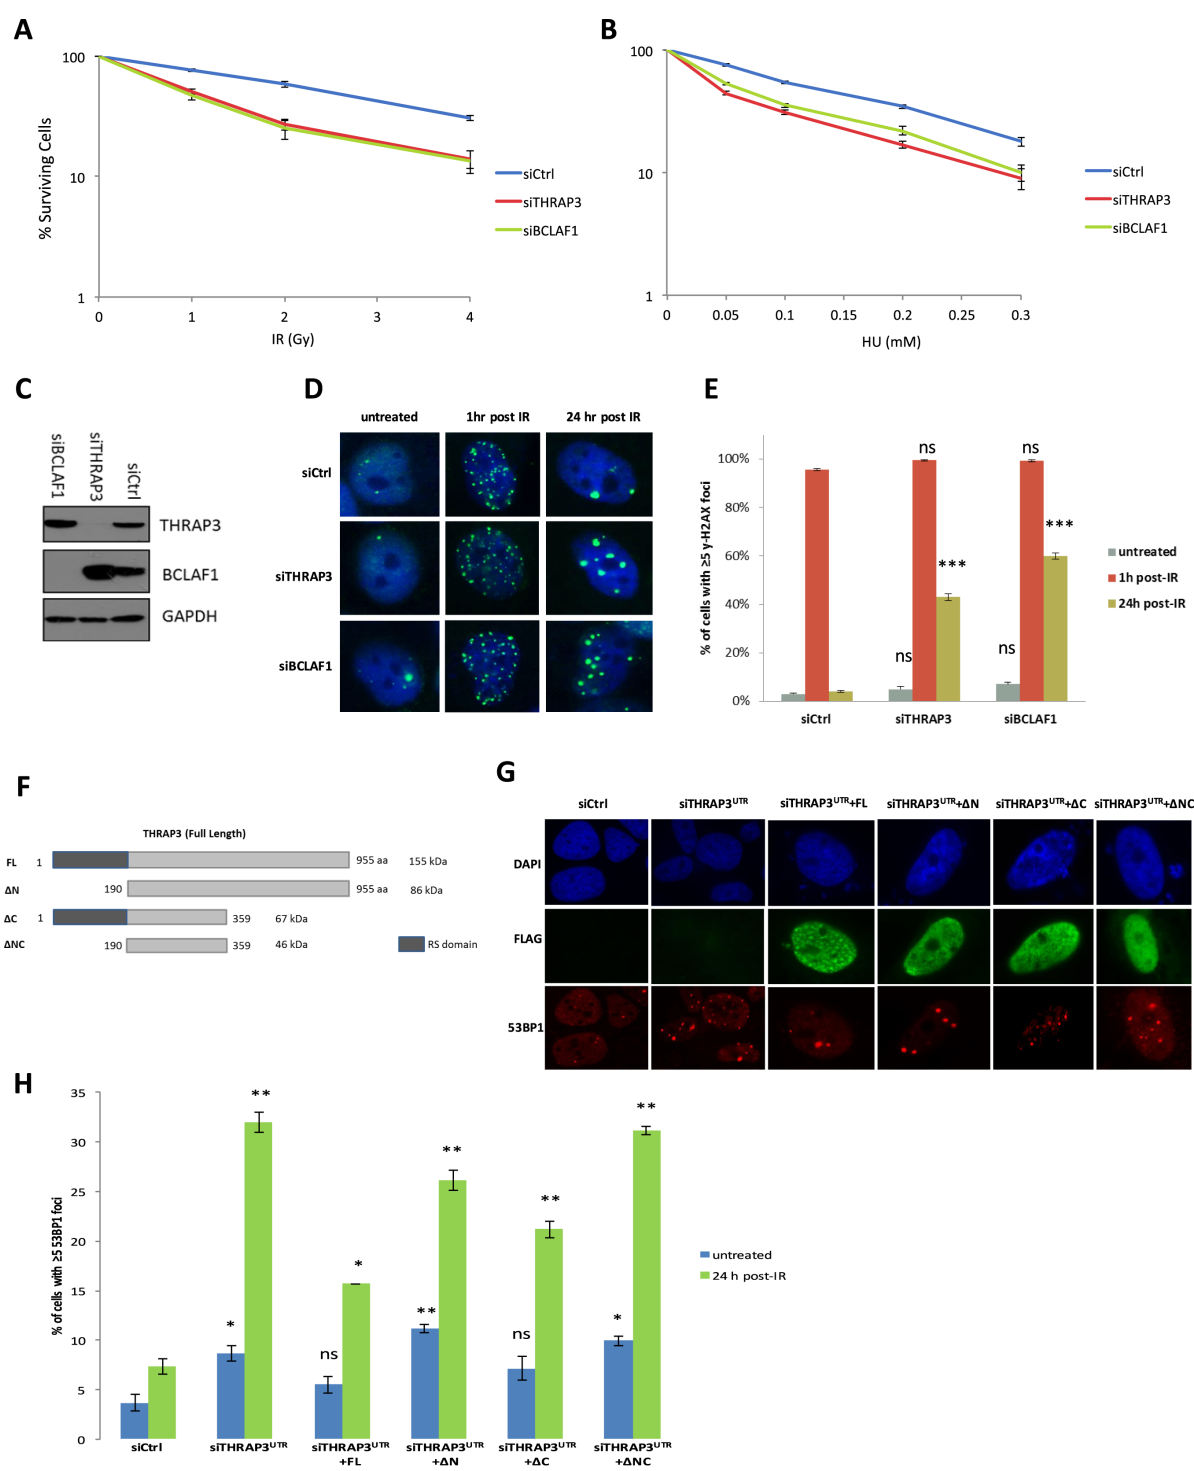 A
100
10
1
% Surviving Cells
0
1
2
3
4
IR (Gy)
siCtrl
siTHRAP3
siBCLAF1
B
100
10
1
0
0.05
0.1
0.15
0.2
0.25
0.3
HU (mM)
siCtrl
siTHRAP3
siBCLAF1
C
siBCLAF1
siTHRAP3
siCtrl
THRAP3
BCLAF1
GAPDH
D
untreated
1hr post IR
24 hr post IR
siCtrl
siTHRAP3
siBCLAF1
E
% of cells with ≥5 y-H2AX foci
100%
80%
60%
40%
20%
0%
ns
ns
***
***
ns
ns
siCtrl
siTHRAP3
siBCLAF1
untreated
1h post-IR
24h post-IR
F
THRAP3 (Full Length)
FL 1 955 aa 155 kDa
ΔN 190 955 aa 86 kDa
ΔC 1 359 67 kDa
ΔNC 190 359 46 kDa
RS domain
G
siCtrl
siTHRAP3UTR
siTHRAP3UTR+FL
siTHRAP3UTR+ΔN
siTHRAP3UTR+ΔC
siTHRAP3UTR+ΔNC
DAPI
FLAG
53BP1
H
% of cells with ≥5 53BP1 foci
35
30
25
20
15
10
5
0
*
**
ns
*
**
**
ns
**
*
**
siCtrl
siTHRAP3UTR
siTHRAP3UTR
+FL
siTHRAP3UTR
+ΔN
siTHRAP3UTR
+ΔC
siTHRAP3UTR
+ΔNC
untreated
24 h post-IR